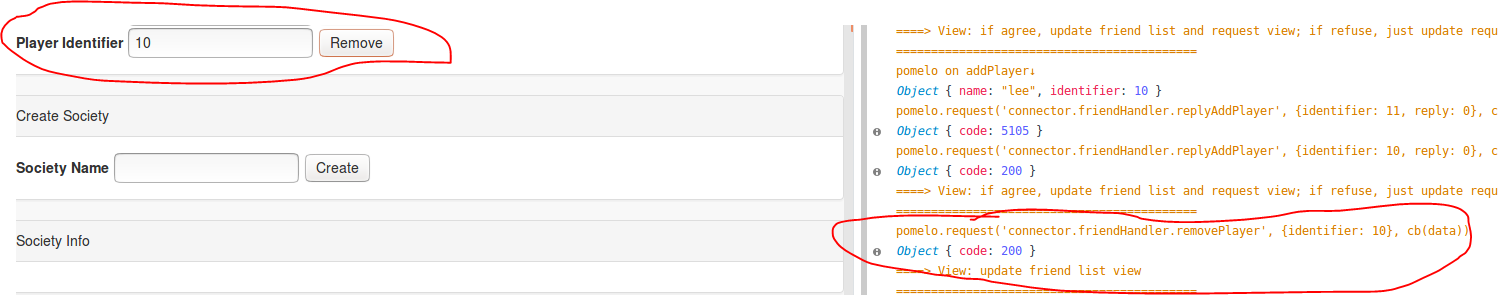 Player Identifier 10 Remove
Create Society
Society Name Create
Society Info
====> View: if agree, update friend list and request view; if refuse, just update requ
===========================================
pomelo on addPlayer↓
Object { name: "lee", identifier: 10 }
pomelo.request('connector.friendHandler.replyAddPlayer', {identifier: 11, reply: 0}, c
Object { code: 5105 }
pomelo.request('connector.friendHandler.replyAddPlayer', {identifier: 10, reply: 0}, c
Object { code: 200 }
====> View: if agree, update friend list and request view; if refuse, just update requ
===========================================
pomelo.request('connector.friendHandler.removePlayer', {identifier: 10}, cb(data))
Object { code: 200 }
====> View: update friend list view
===========================================